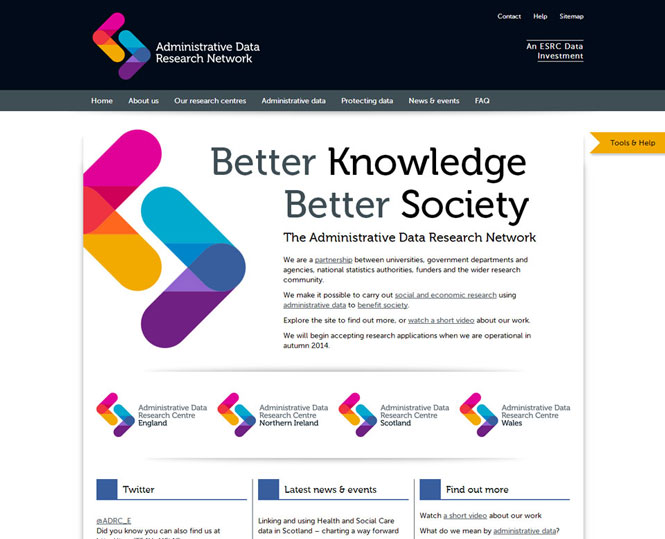 Contact Help Sitemap
Administrative Data
Research Network
An ESRC Data
Investment
Home About us Our research centres Administrative data Protecting data News & events FAQ
Tools & Help
Better Knowledge
Better Society
The Administrative Data Research Network
We are a partnership between universities, government departments and
agencies, national statistics authorities, funders and the wider research
community.
We make it possible to carry out social and economic research using
administrative data to benefit society.
Explore the site to find out more, or watch a short video about our work.
We will begin accepting research applications when we are operational in
autumn 2014.
Administrative Data
Research Centre
England
Administrative Data
Research Centre
Northern Ireland
Administrative Data
Research Centre
Scotland
Administrative Data
Research Centre
Wales
Twitter
@ADRC_E
Did you know you can also find us at
Latest news & events
Linking and using Health and Social Care
data in Scotland – charting a way forward
Find out more
Watch a short video about our work
What do we mean by administrative data?